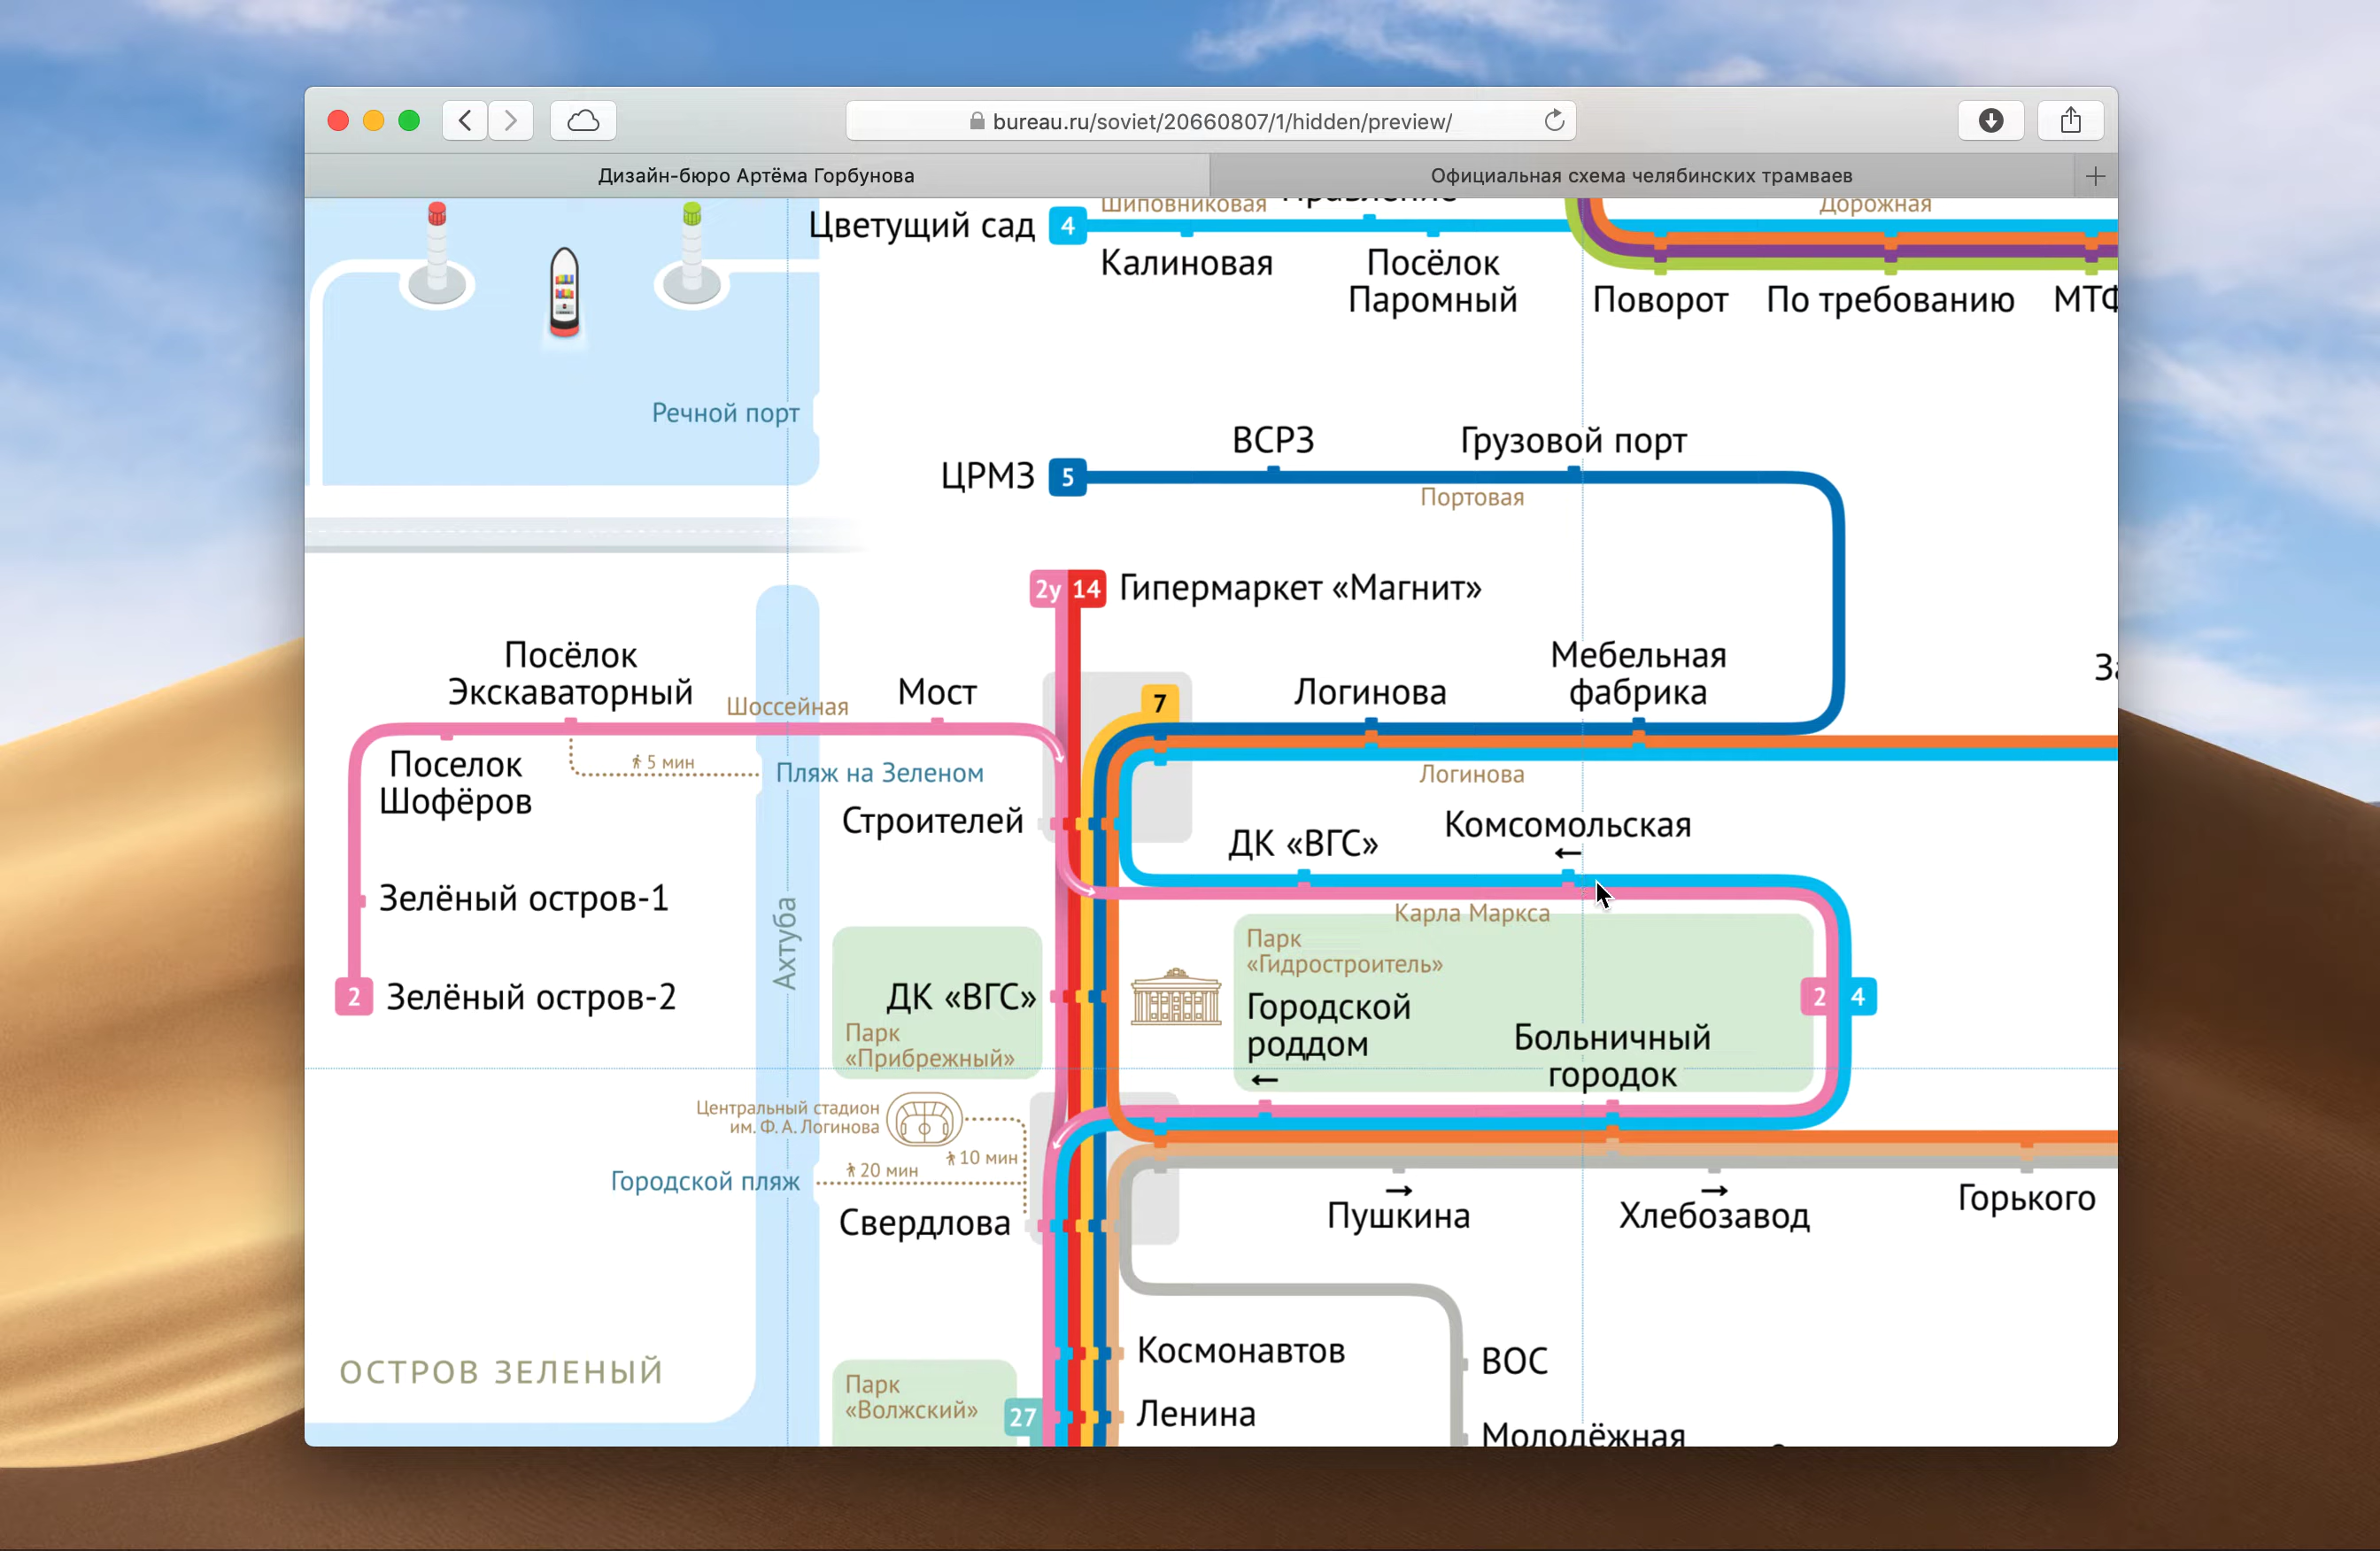 bureau.ru/soviet/20660807/1/hidden/preview/
Дизайн-бюро Артёма Горбунова
Официальная схема челябинских трамваев
Цветущий сад
4
Шиповниковая
Дорожная
Калиновая
Посёлок
Паромный
Поворот
По требованию
МТФ
Речной порт
ЦРМЗ
5
ВСРЗ
Грузовой порт
Портовая
2у 14
Гипермаркет «Магнит»
Посёлок
Экскаваторный
Шоссейная
Мост
7
Логинова
Мебельная
фабрика
Поселок
Шофёров
5 мин
Пляж на Зеленом
Логинова
Строителей
ДК «ВГС»
Комсомольская
←
Зелёный остров-1
Ахтуба
Карла Маркса
Парк
«Гидростроитель»
2
Зелёный остров-2
ДК «ВГС»
Парк
«Прибрежный»
Городской
роддом
←
Больничный
городок
2 4
Центральный стадион
им. Ф. А. Логинова
10 мин
20 мин
Городской пляж
Свердлова
→
Пушкина
→
Хлебозавод
Горького
Космонавтов
ВОС
ОСТРОВ ЗЕЛЕНЫЙ
Парк
«Волжский»
27
Ленина
Молодёжная